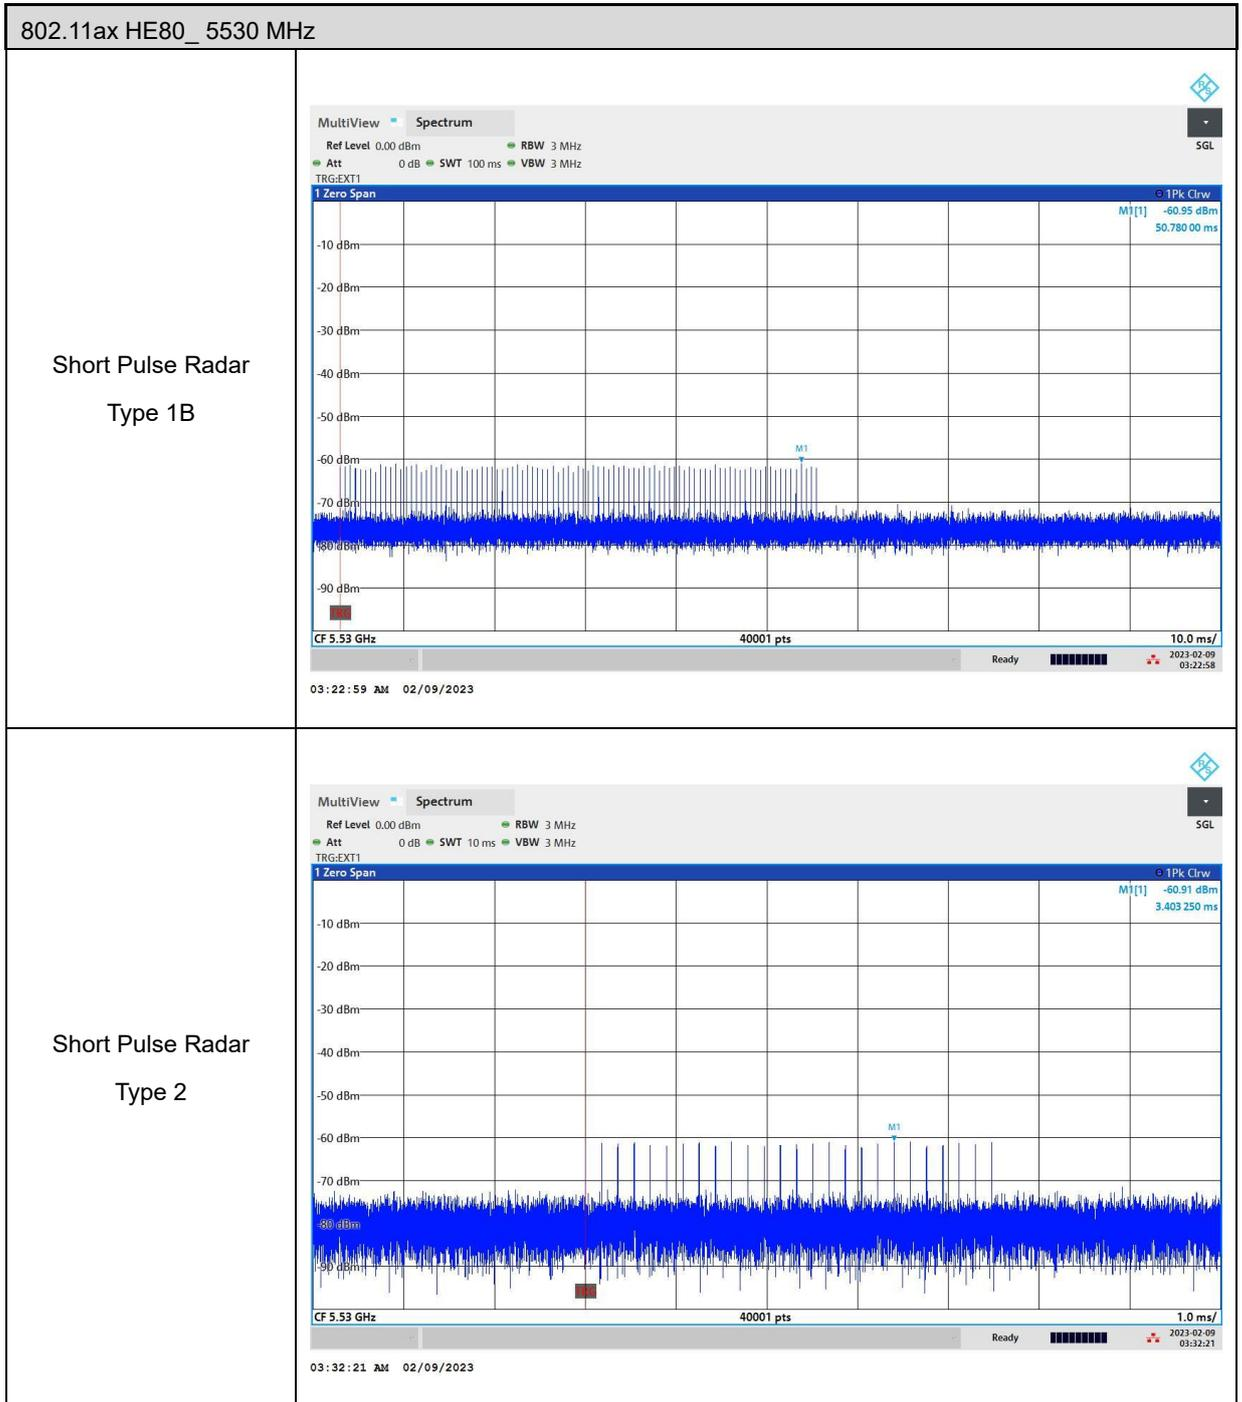 802.11ax HE80_ 5530 MHz
Short Pulse Radar
Type 1B
R&S
MultiView Spectrum
Ref Level 0.00 dBm RBW 3 MHz SGL
Att 0 dB SWT 100 ms VBW 3 MHz
TRG:EXT1
1 Zero Span 1Pk Clrw
M1[1] -60.95 dBm
50.780 00 ms
-10 dBm
-20 dBm
-30 dBm
-40 dBm
-50 dBm
M1
-60 dBm
-70 dBm
-80 dBm
-90 dBm
TRG
CF 5.53 GHz 40001 pts 10.0 ms/
Ready 2023-02-09
03:22:58
03:22:59 AM 02/09/2023
Short Pulse Radar
Type 2
R&S
MultiView Spectrum
Ref Level 0.00 dBm RBW 3 MHz SGL
Att 0 dB SWT 10 ms VBW 3 MHz
TRG:EXT1
1 Zero Span 1Pk Clrw
M1[1] -60.91 dBm
3.403 250 ms
-10 dBm
-20 dBm
-30 dBm
-40 dBm
-50 dBm
M1
-60 dBm
-70 dBm
-80 dBm
-90 dBm
TRG
CF 5.53 GHz 40001 pts 1.0 ms/
Ready 2023-02-09
03:32:21
03:32:21 AM 02/09/2023